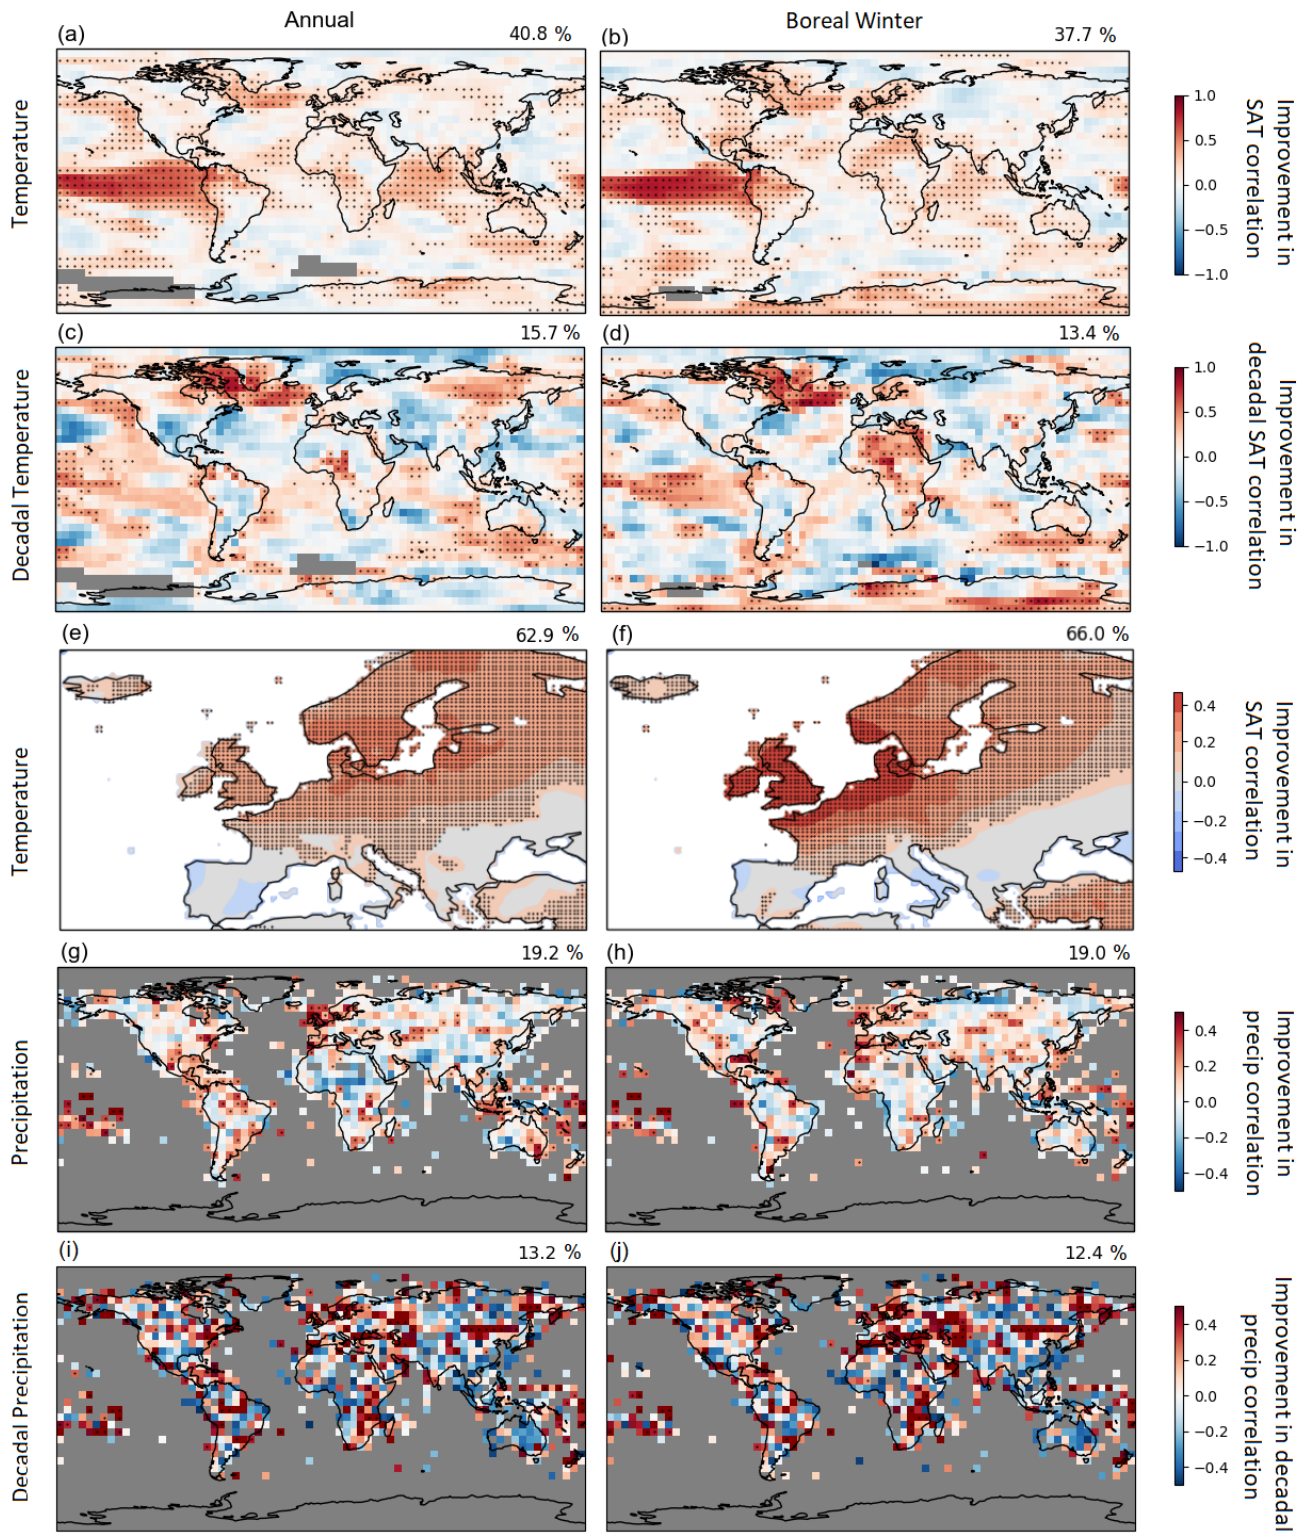 Annual
Boreal Winter
(a)
40.8 %
(b)
37.7 %
Temperature
1.0
0.5
0.0
−0.5
−1.0
Improvement in
SAT correlation
(c)
15.7 %
(d)
13.4 %
Decadal Temperature
1.0
0.5
0.0
−0.5
−1.0
Improvement in
decadal SAT correlation
(e)
62.9 %
(f)
66.0 %
Temperature
0.4
0.2
0.0
−0.2
−0.4
Improvement in
SAT correlation
(g)
19.2 %
(h)
19.0 %
Precipitation
0.4
0.2
0.0
−0.2
−0.4
Improvement in
precip correlation
(i)
13.2 %
(j)
12.4 %
Decadal Precipitation
0.4
0.2
0.0
−0.2
−0.4
Improvement in decadal
precip correlation